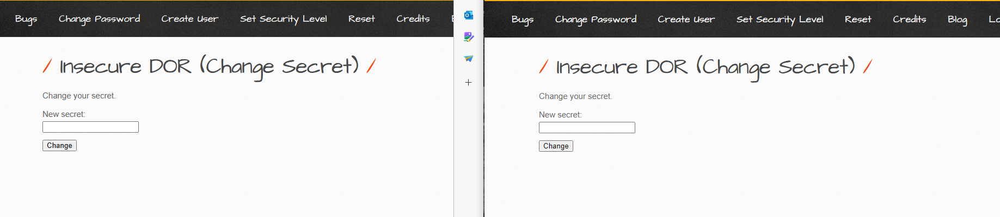 Bugs Change Password Create User Set Security Level Reset Credits
/ Insecure DOR (Change Secret) /
Change your secret.
New secret:
Change
Bugs Change Password Create User Set Security Level Reset Credits Blog
/ Insecure DOR (Change Secret) /
Change your secret.
New secret:
Change